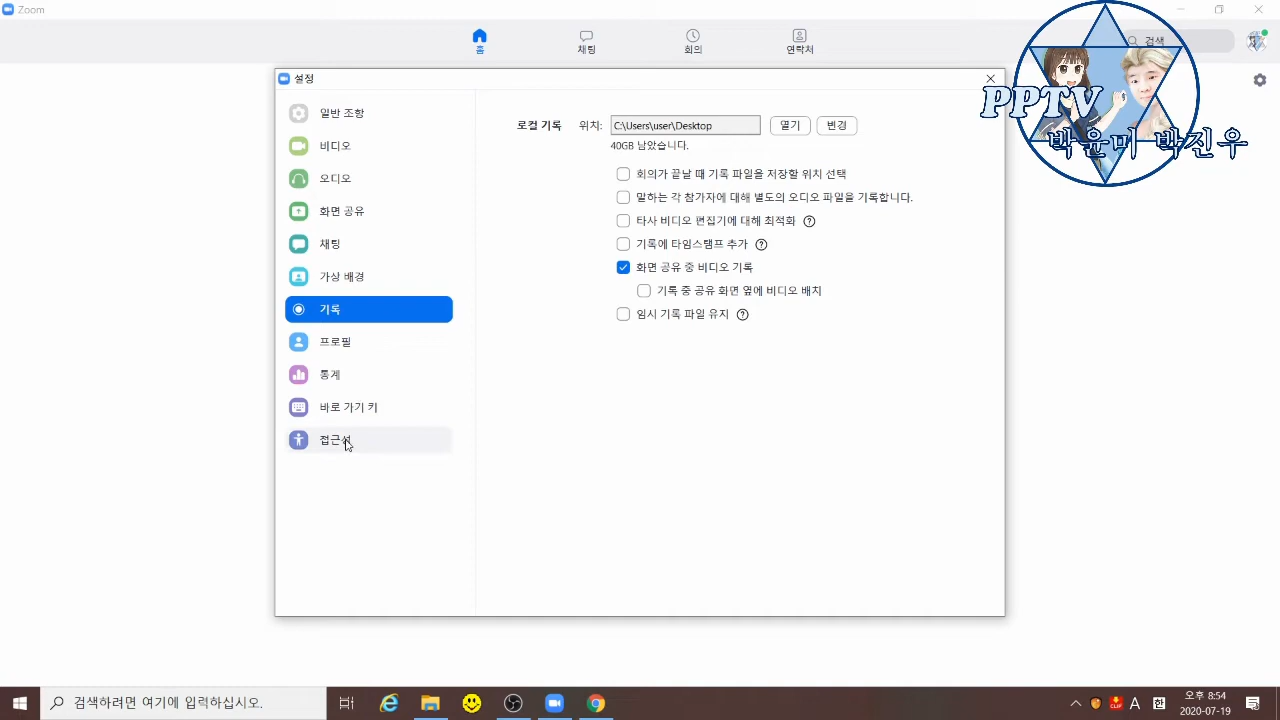 Zoom
홈
채팅
회의
연락처
검색
PPTV
박윤미 박진우
설정
일반 조항
비디오
오디오
화면 공유
채팅
가상 배경
기록
프로필
통계
바로 가기 키
로컬 기록 위치: C:\Users\user\Desktop 열기 변경
40GB 남았습니다.
회의가 끝날 때 기록 파일을 저장할 위치 선택
말하는 각 참가자에 대해 별도의 오디오 파일을 기록합니다.
타사 비디오 편집기에 대해 최적화
기록에 타임스탬프 추가
화면 공유 중 비디오 기록
기록 중 공유 화면 옆에 비디오 배치
임시 기록 파일 유지
검색하려면 여기에 입력하십시오.
A 한
오후 8:54
2020-07-19